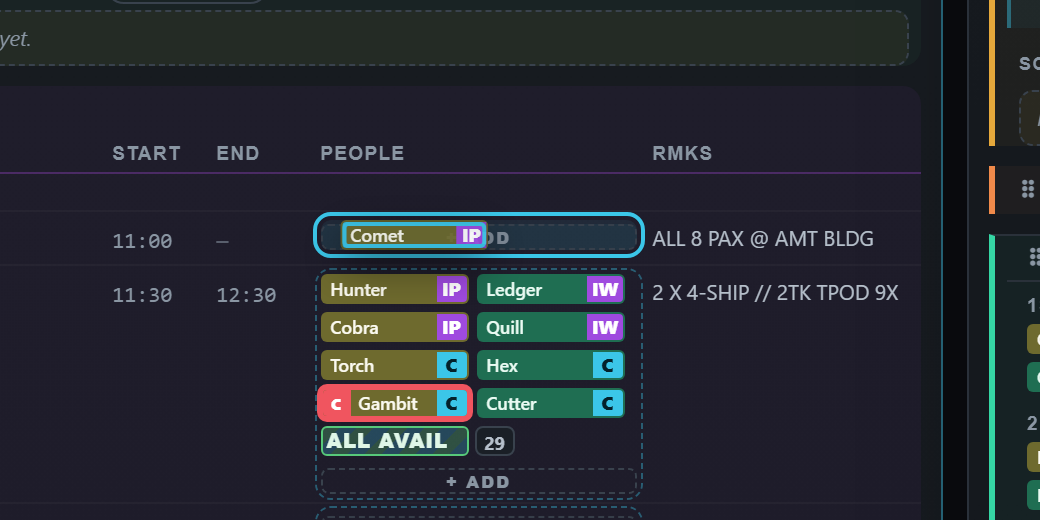 yet.
START END PEOPLE RMKS
11:00 – Comet IP ALL 8 PAX @ AMT BLDG
Hunter IP Ledger IW
11:30 12:30 2 X 4-SHIP // 2TK TPOD 9X
Cobra IP Quill IW
Torch C Hex C
C Gambit C Cutter C
ALL AVAIL 29
+ ADD
1
2